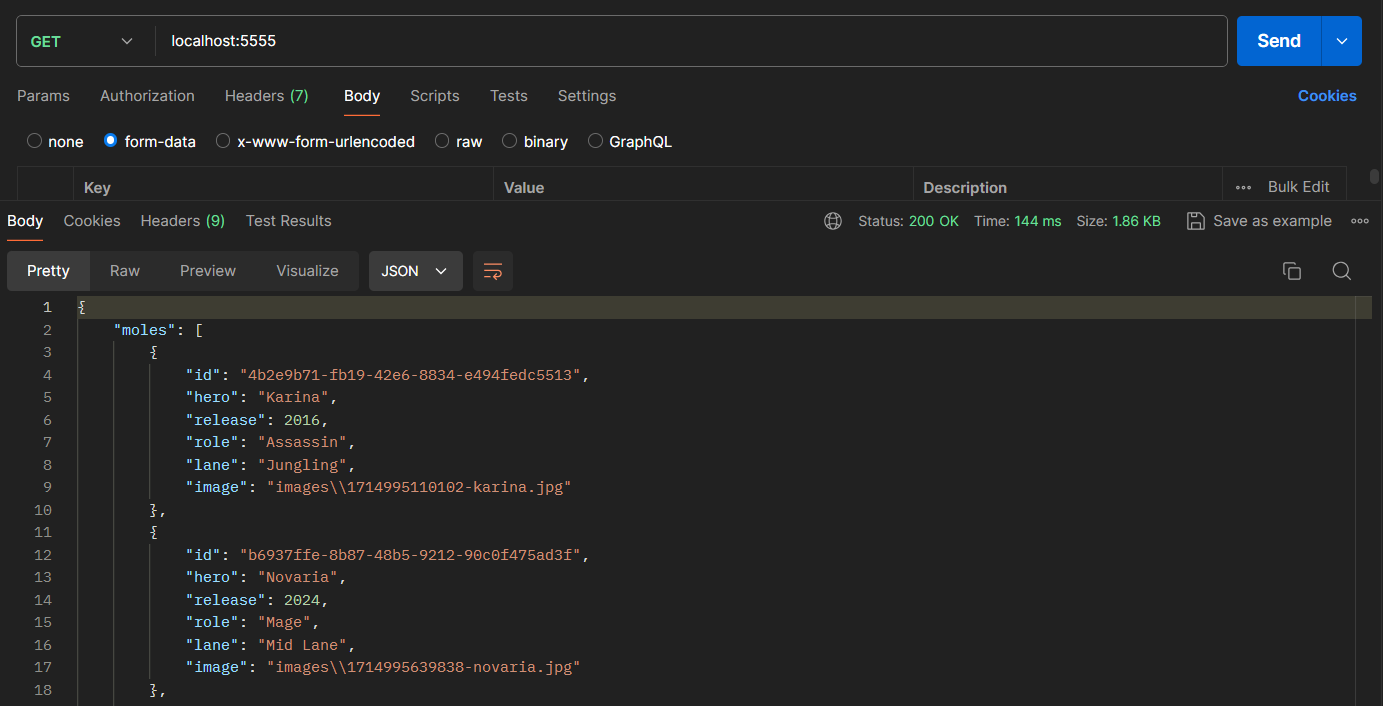 GET localhost:5555 Send
Params Authorization Headers (7) Body Scripts Tests Settings Cookies
none form-data x-www-form-urlencoded raw binary GraphQL
Key Value Description ••• Bulk Edit
Body Cookies Headers (9) Test Results Status: 200 OK Time: 144 ms Size: 1.86 KB Save as example •••
Pretty Raw Preview Visualize JSON
1 {
2 "moles": [
3 {
4 "id": "4b2e9b71-fb19-42e6-8834-e494fedc5513",
5 "hero": "Karina",
6 "release": 2016,
7 "role": "Assassin",
8 "lane": "Jungling",
9 "image": "images\\1714995110102-karina.jpg"
10 },
11 {
12 "id": "b6937ffe-8b87-48b5-9212-90c0f475ad3f",
13 "hero": "Novaria",
14 "release": 2024,
15 "role": "Mage",
16 "lane": "Mid Lane",
17 "image": "images\\1714995639838-novaria.jpg"
18 },